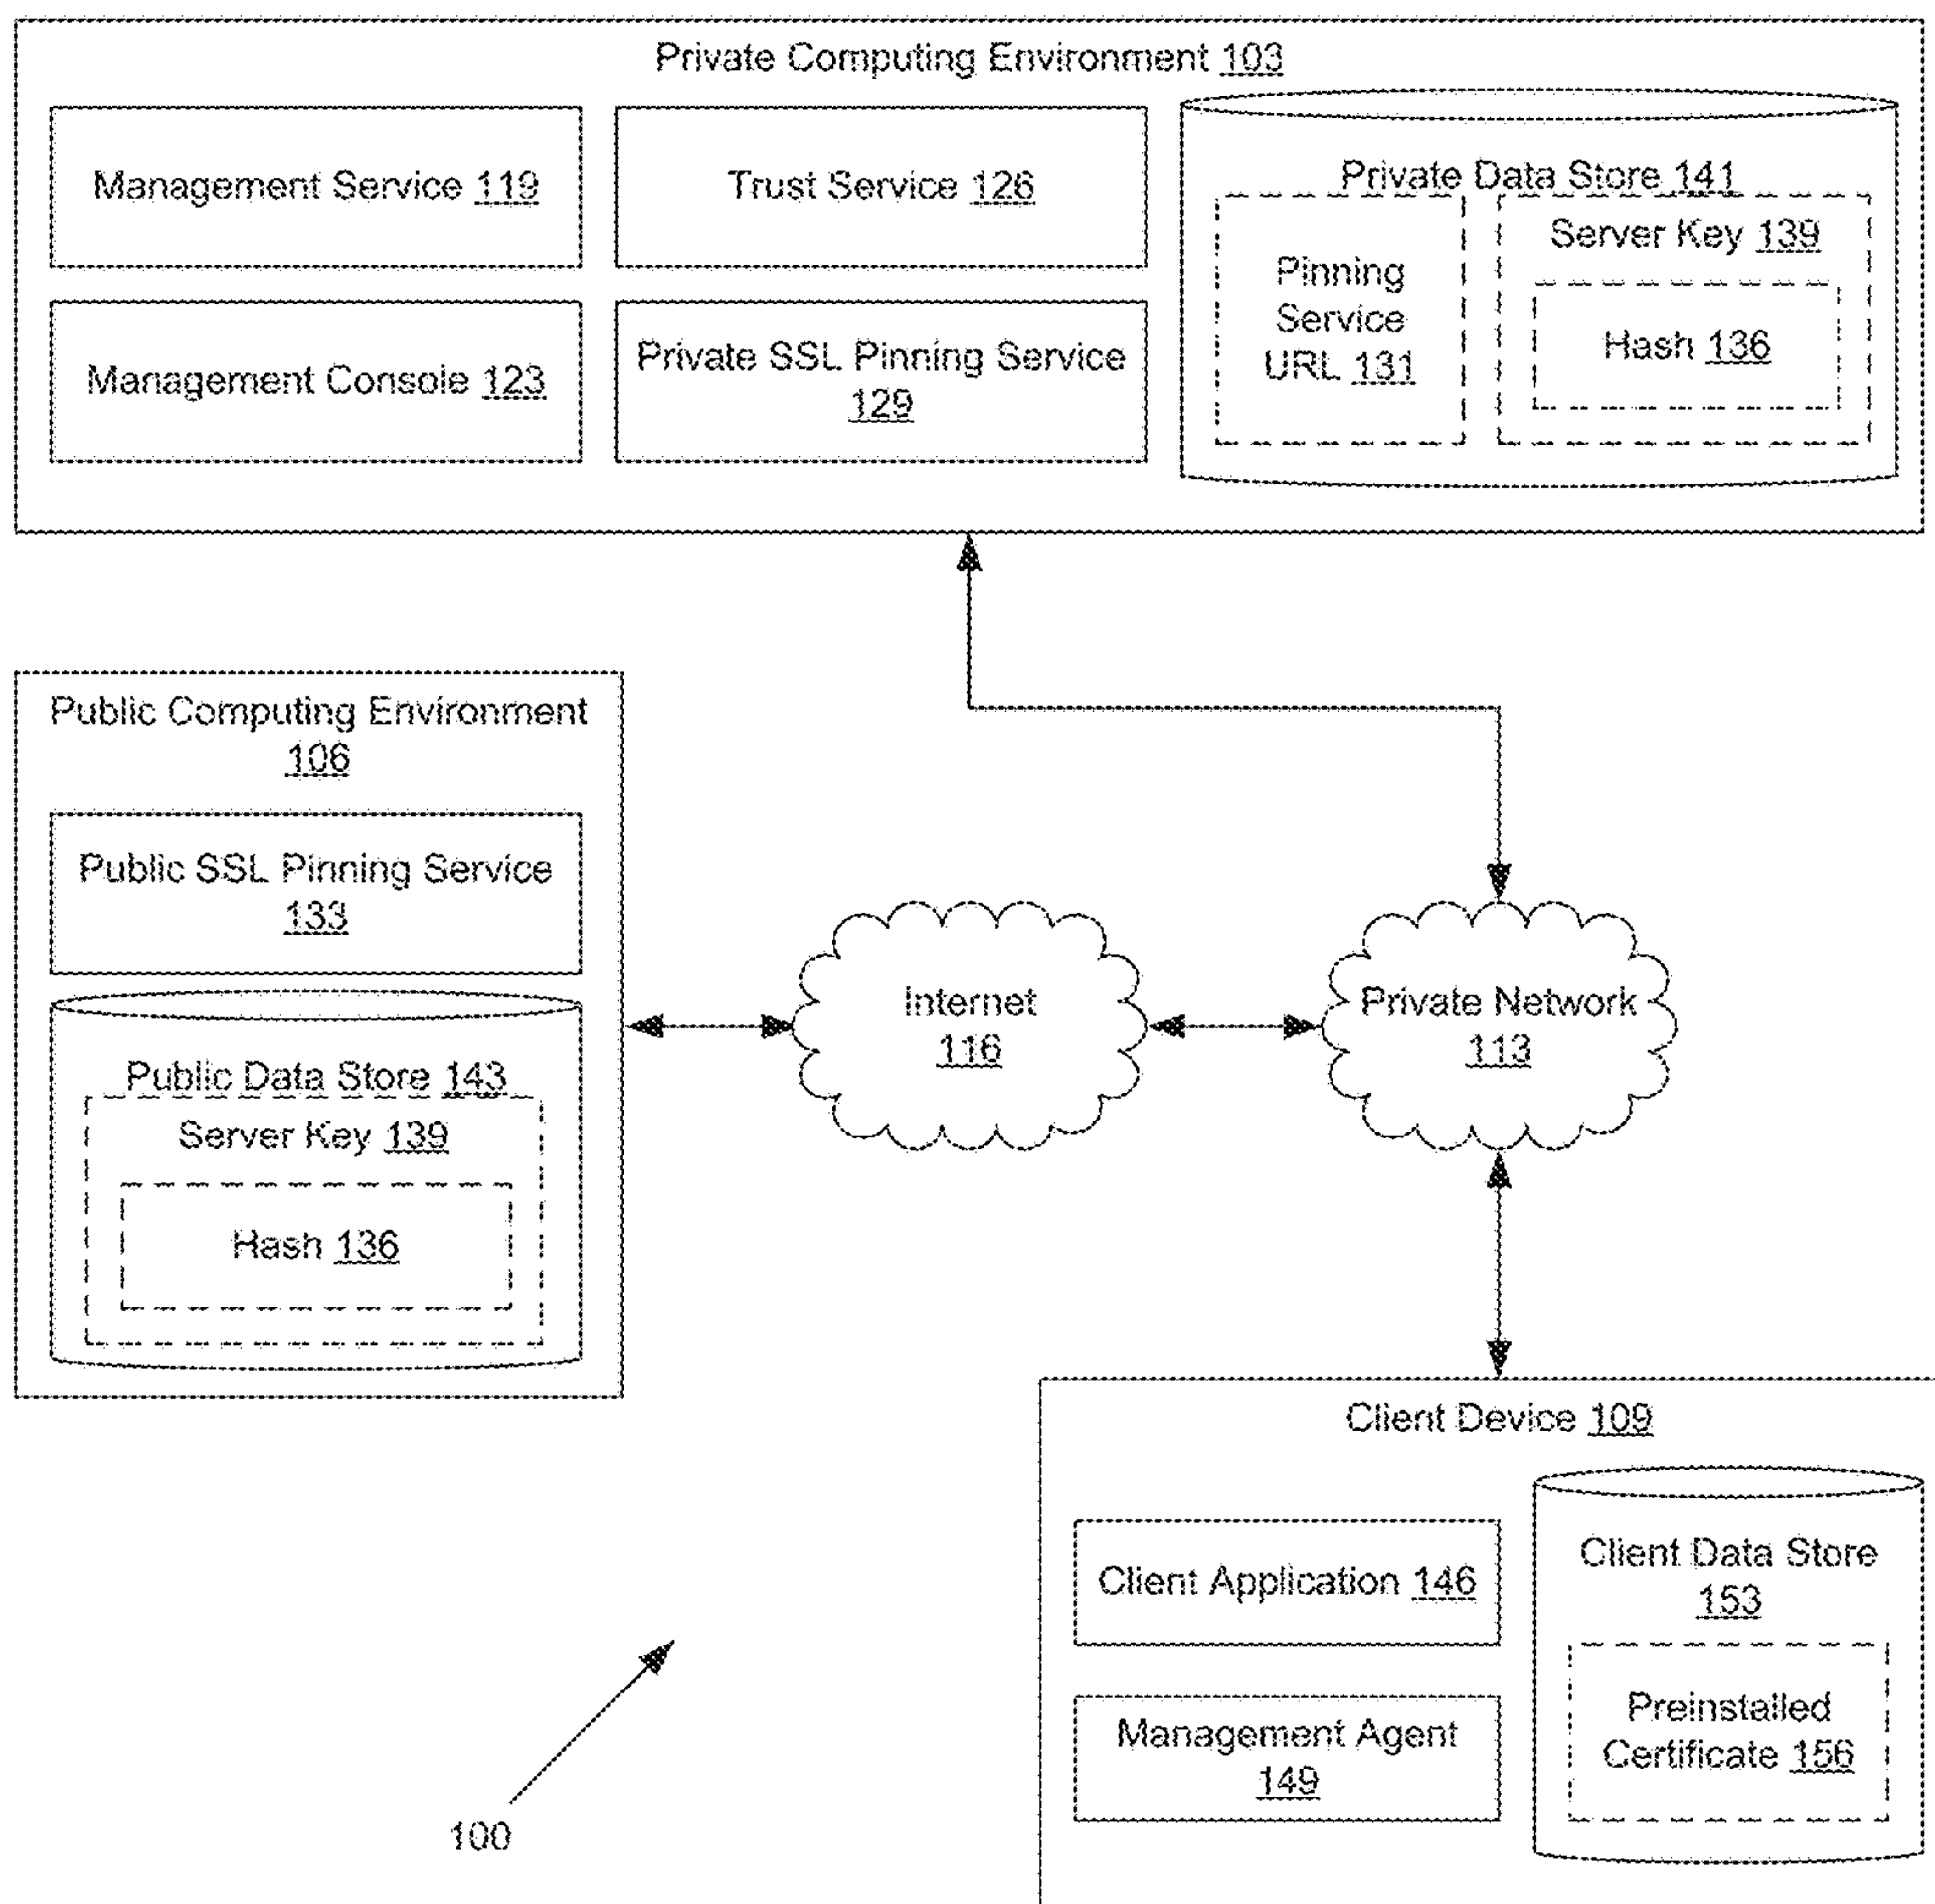 Private Computing Environment 103
Management Service 119
Trust Service 126
Private Data Store 141
Pinning
Service
URL 131
Server Key 139
Hash 136
Management Console 123
Private SSL Pinning Service
129
Public Computing Environment
106
Public SSL Pinning Service
133
Public Data Store 143
Server Key 139
Hash 136
Internet
116
Private Network
113
Client Device 109
Client Application 146
Management Agent
149
Client Data Store
153
Preinstalled
Certificate 156
100